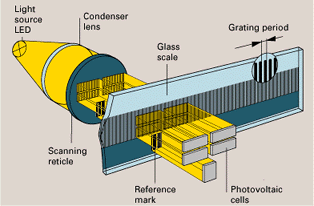 Light
source
LED
Condenser
lens
Grating period
Glass
scale
Scanning
reticle
Reference
mark
Photovoltaic
cells